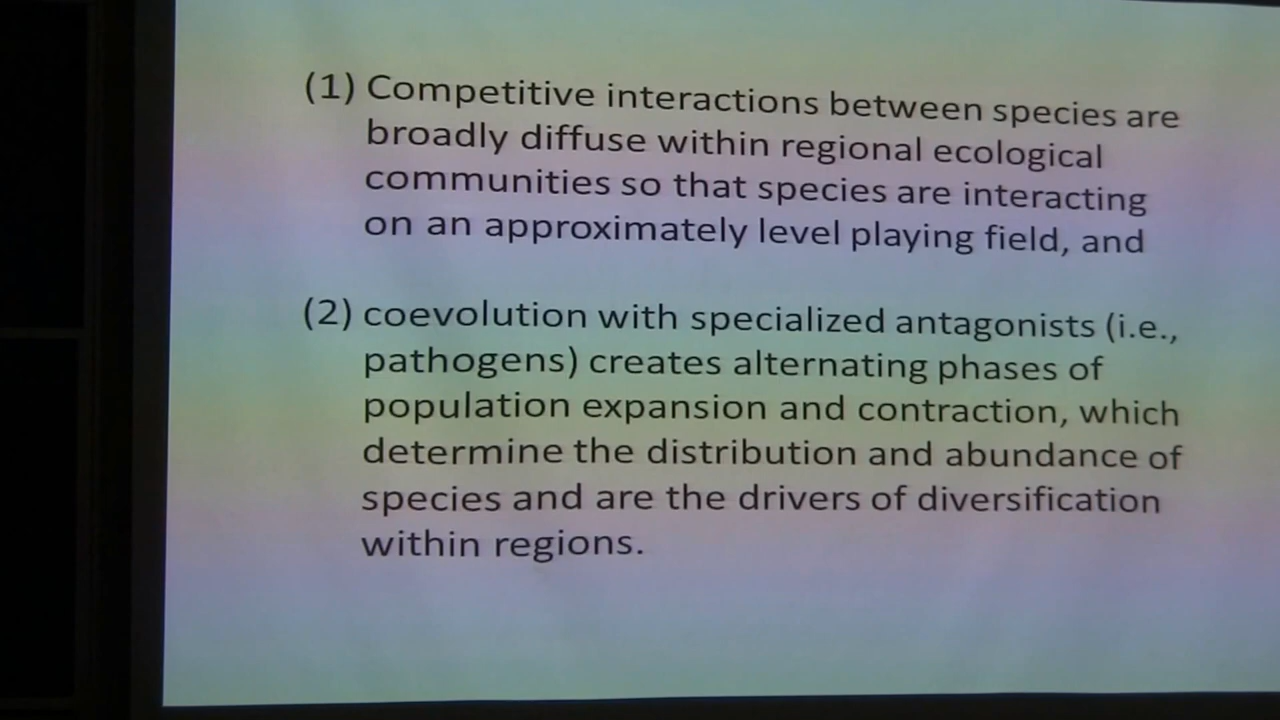 (1) Competitive interactions between species are
broadly diffuse within regional ecological
communities so that species are interacting
on an approximately level playing field, and
(2) coevolution with specialized antagonists (i.e.,
pathogens) creates alternating phases of
population expansion and contraction, which
determine the distribution and abundance of
species and are the drivers of diversification
within regions.